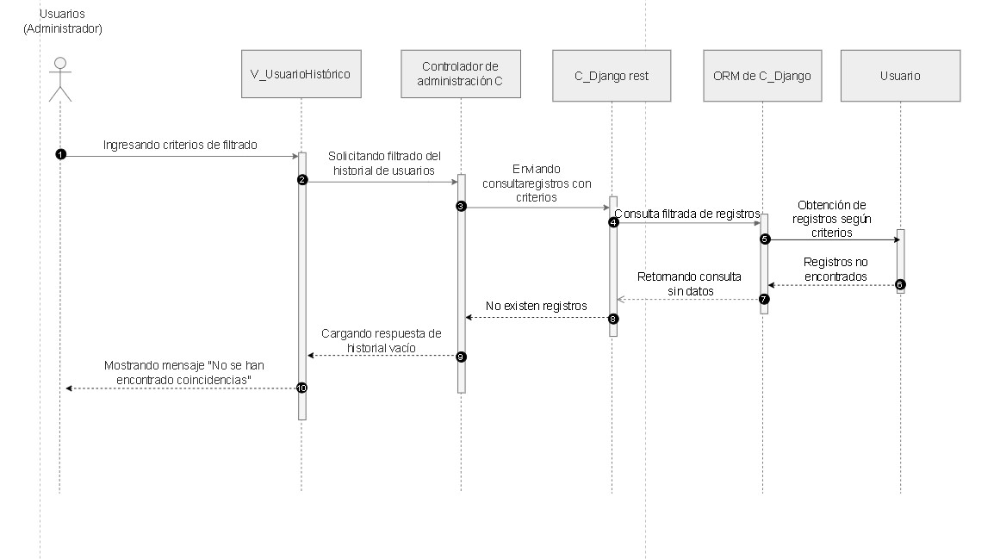 Usuarios
(Administrador)
V_UsuarioHistórico
Controlador de
administración C
C_Django rest
ORM de C_Django
Usuario
1
Ingresando criterios de filtrado
2
Solicitando filtrado del
historial de usuarios
3
Enviando
consultaregistros con
criterios
4
Consulta filtrada de registros
5
Obtención de
registros según
criterios
6
Registros no
encontrados
7
Retornando consulta
sin datos
8
No existen registros
9
Cargando respuesta de
historial vacío
10
Mostrando mensaje "No se han
encontrado coincidencias"